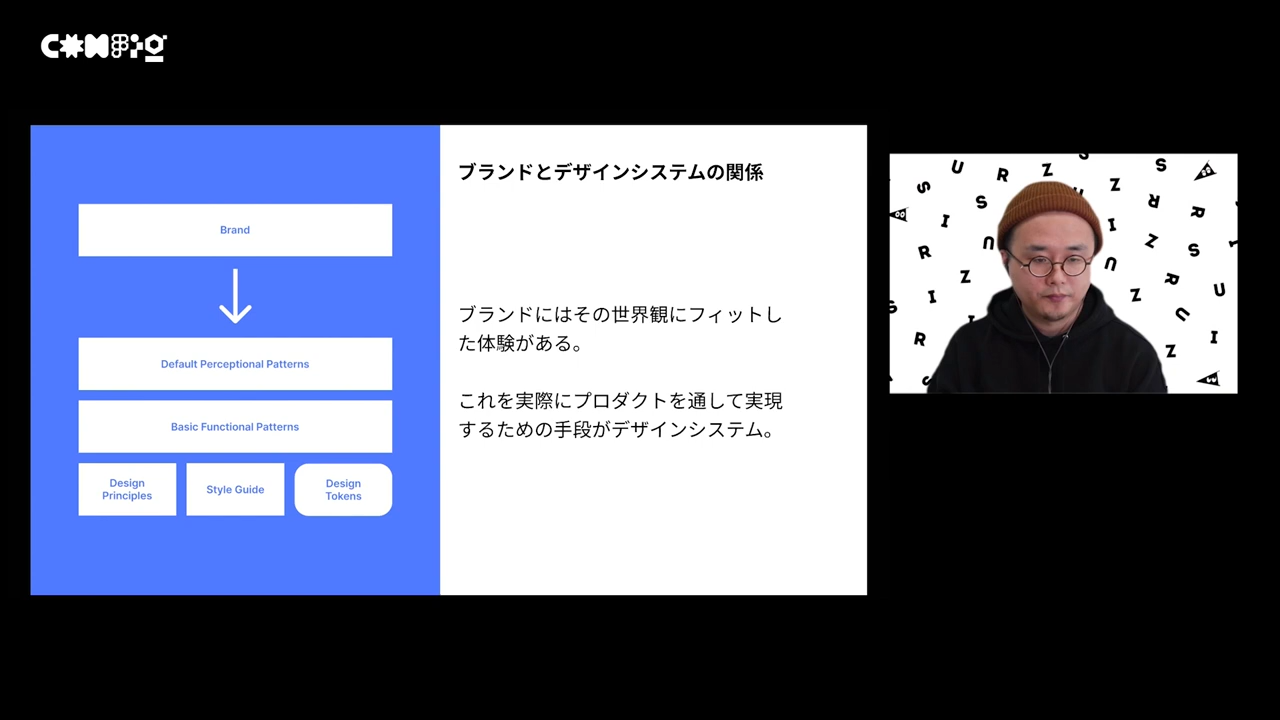 CONFIG
ブランドとデザインシステムの関係
Brand
ブランドにはその世界観にフィットし
た体験がある。
Default Perceptional Patterns
これを実際にプロダクトを通して実現
するための手段がデザインシステム。
Basic Functional Patterns
Design
Principles
Style Guide
Design
Tokens